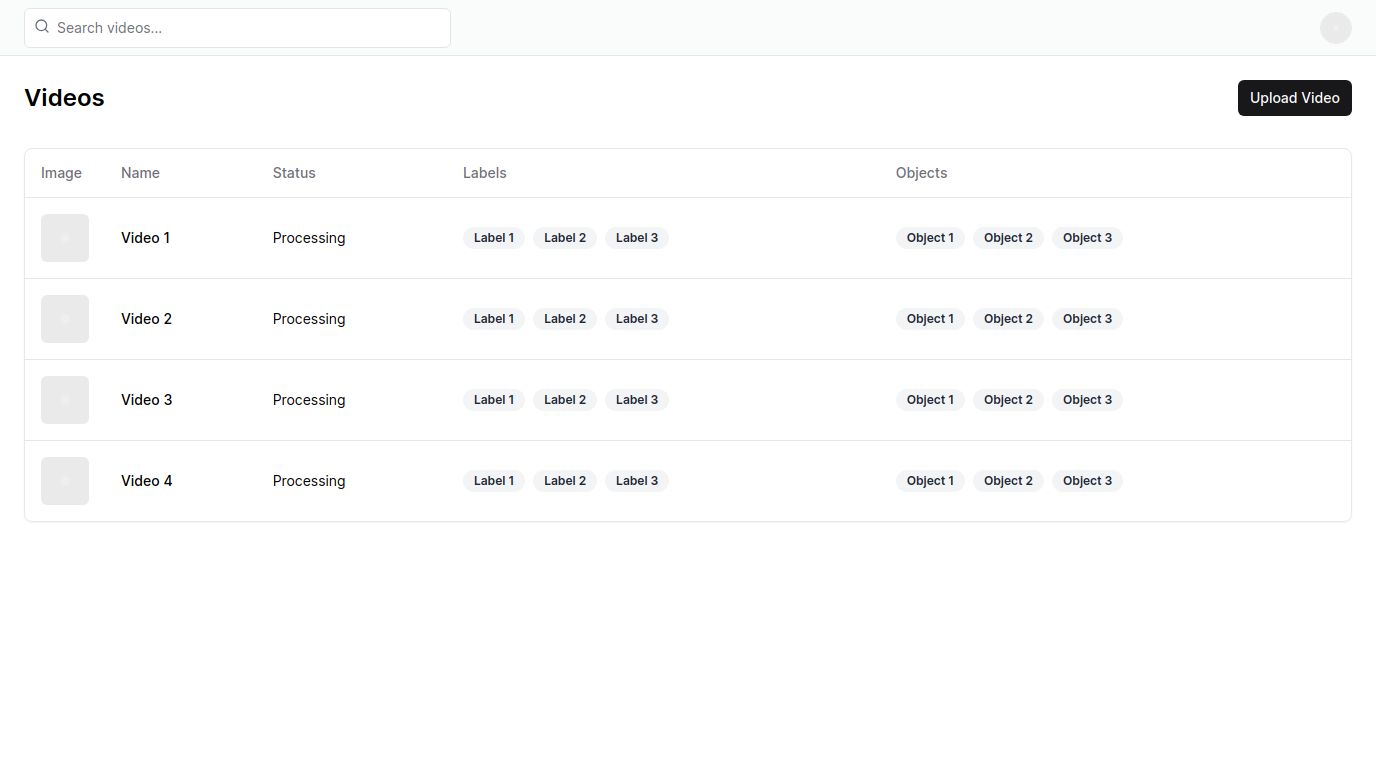 Search videos...
Videos
Upload Video
Image Name Status Labels Objects
Video 1 Processing Label 1 Label 2 Label 3 Object 1 Object 2 Object 3
Video 2 Processing Label 1 Label 2 Label 3 Object 1 Object 2 Object 3
Video 3 Processing Label 1 Label 2 Label 3 Object 1 Object 2 Object 3
Video 4 Processing Label 1 Label 2 Label 3 Object 1 Object 2 Object 3